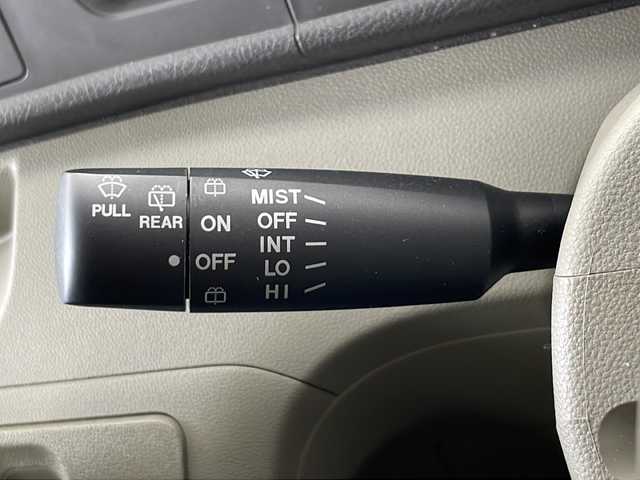 PULL
REAR
ON
OFF
MIST
OFF
INT
LO
HI